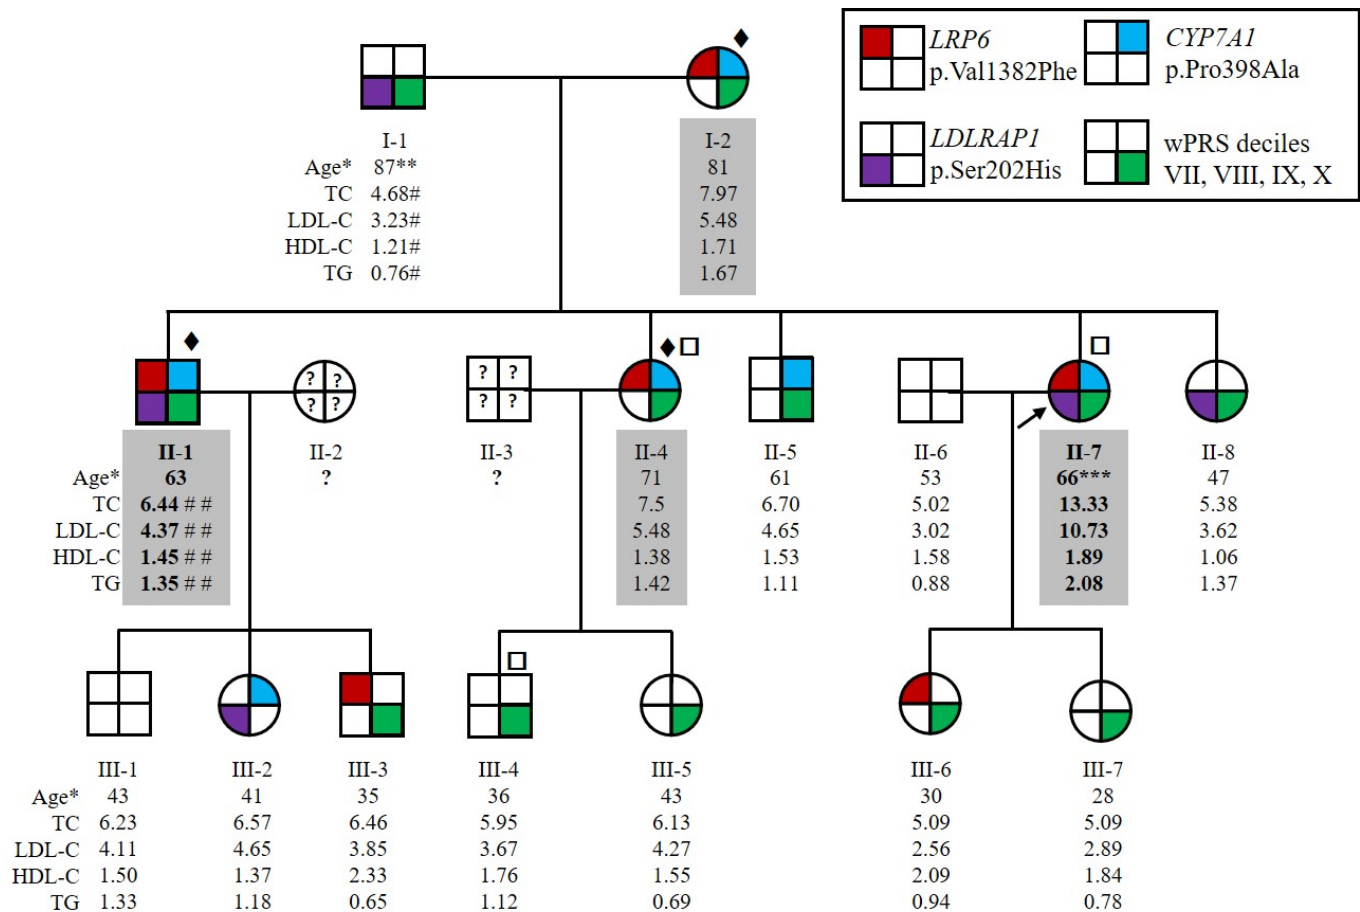 LRP6
p.Val1382Phe
CYP7A1
p.Pro398Ala
LDLRAP1
p.Ser202His
wPRS deciles
VII, VIII, IX, X
I-1 I-2
Age* 87** 81
TC 4.68# 7.97
LDL-C 3.23# 5.48
HDL-C 1.21# 1.71
TG 0.76# 1.67
? ? ? ?
? ? ? ?
II-1 II-2 II-3 II-4 II-5 II-6 II-7 II-8
Age* 63 ? ? 71 61 53 66*** 47
TC 6.44 # # 7.5 6.70 5.02 13.33 5.38
LDL-C 4.37 # # 5.48 4.65 3.02 10.73 3.62
HDL-C 1.45 # # 1.38 1.53 1.58 1.89 1.06
TG 1.35 # # 1.42 1.11 0.88 2.08 1.37
III-1 III-2 III-3 III-4 III-5 III-6 III-7
Age* 43 41 35 36 43 30 28
TC 6.23 6.57 6.46 5.95 6.13 5.09 5.09
LDL-C 4.11 4.65 3.85 3.67 4.27 2.56 2.89
HDL-C 1.50 1.37 2.33 1.76 1.55 2.09 1.84
TG 1.33 1.18 0.65 1.12 0.69 0.94 0.78